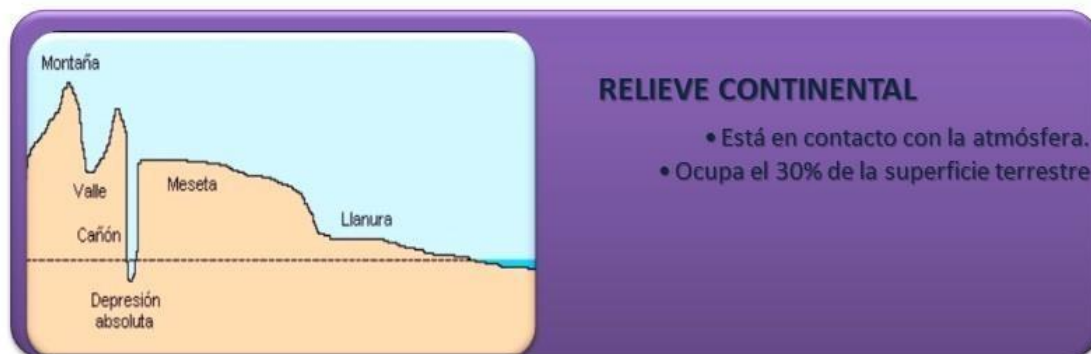 Montaña
Valle
Cañón
Depresión
absoluta
Meseta
Llanura
RELIEVE CONTINENTAL
• Está en contacto con la atmósfera.
• Ocupa el 30% de la superficie terrestre